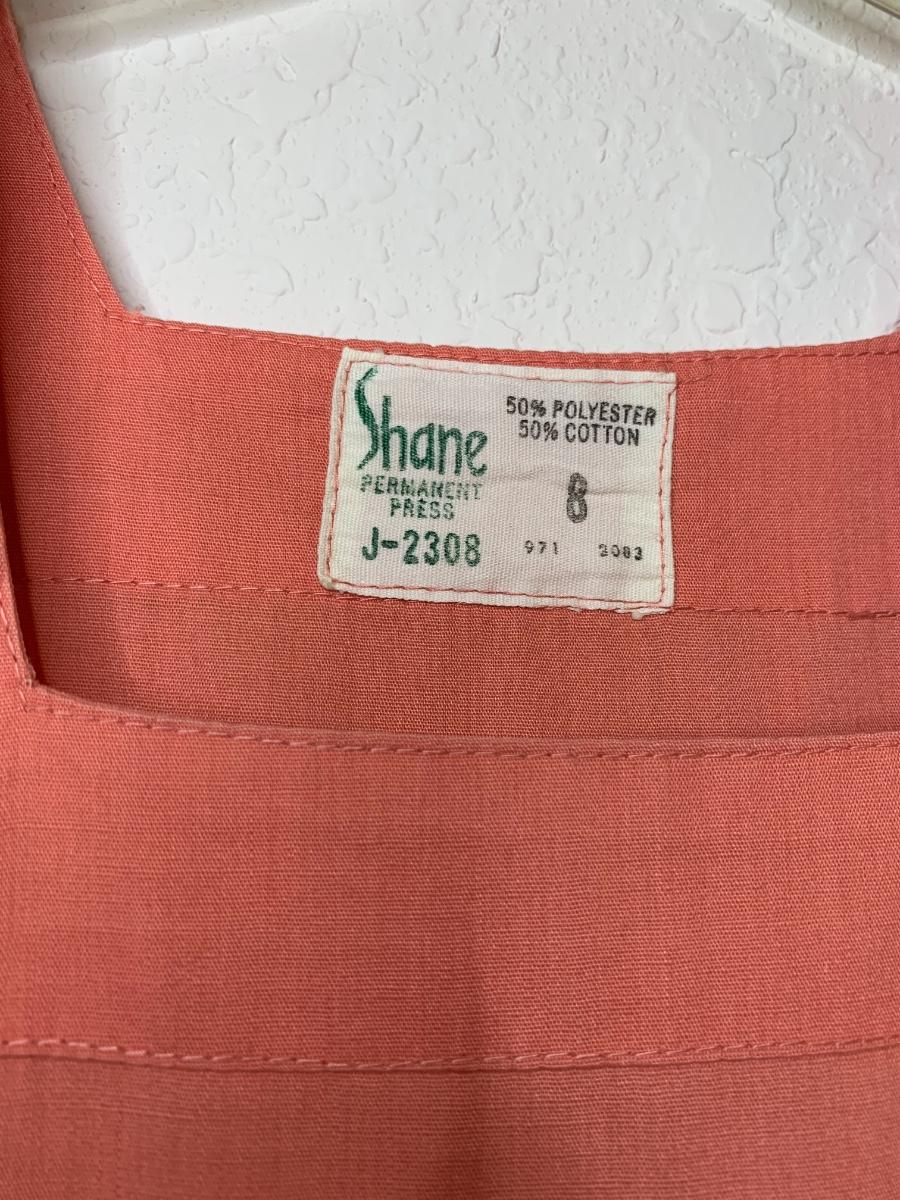 Shane
PERMANENT
PRESS
J-2308
50% POLYESTER
50% COTTON
8
971 2083